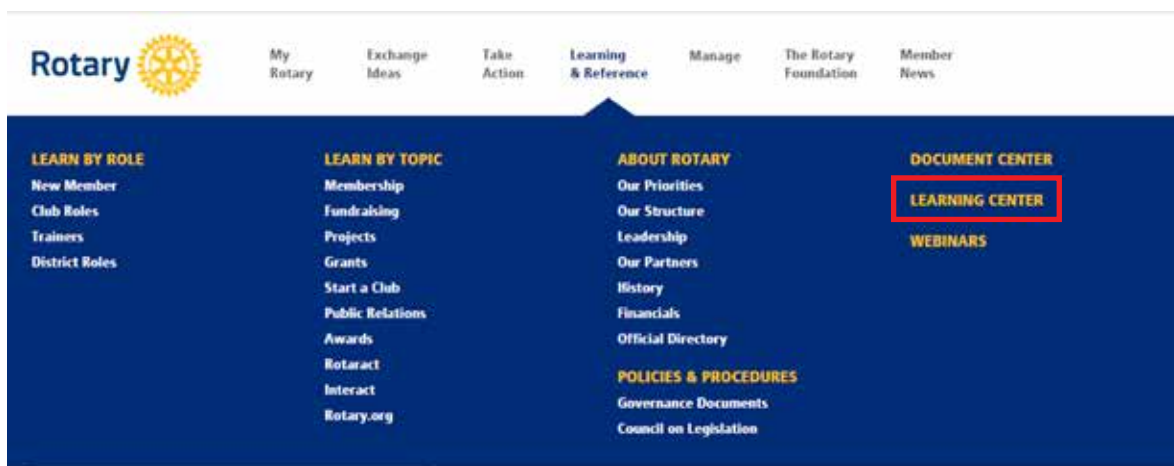 Rotary
My
Rotary
Exchange
Ideas
Take
Action
Learning
& Reference
Manage
The Rotary
Foundation
Member
News
LEARN BY ROLE
New Member
Club Roles
Trainers
District Roles
LEARN BY TOPIC
Membership
Fundraising
Projects
Grants
Start a Club
Public Relations
Awards
Rotaract
Interact
Rotary.org
ABOUT ROTARY
Our Priorities
Our Structure
Leadership
Our Partners
History
Financials
Official Directory
POLICIES & PROCEDURES
Governance Documents
Council on Legislation
DOCUMENT CENTER
LEARNING CENTER
WEBINARS